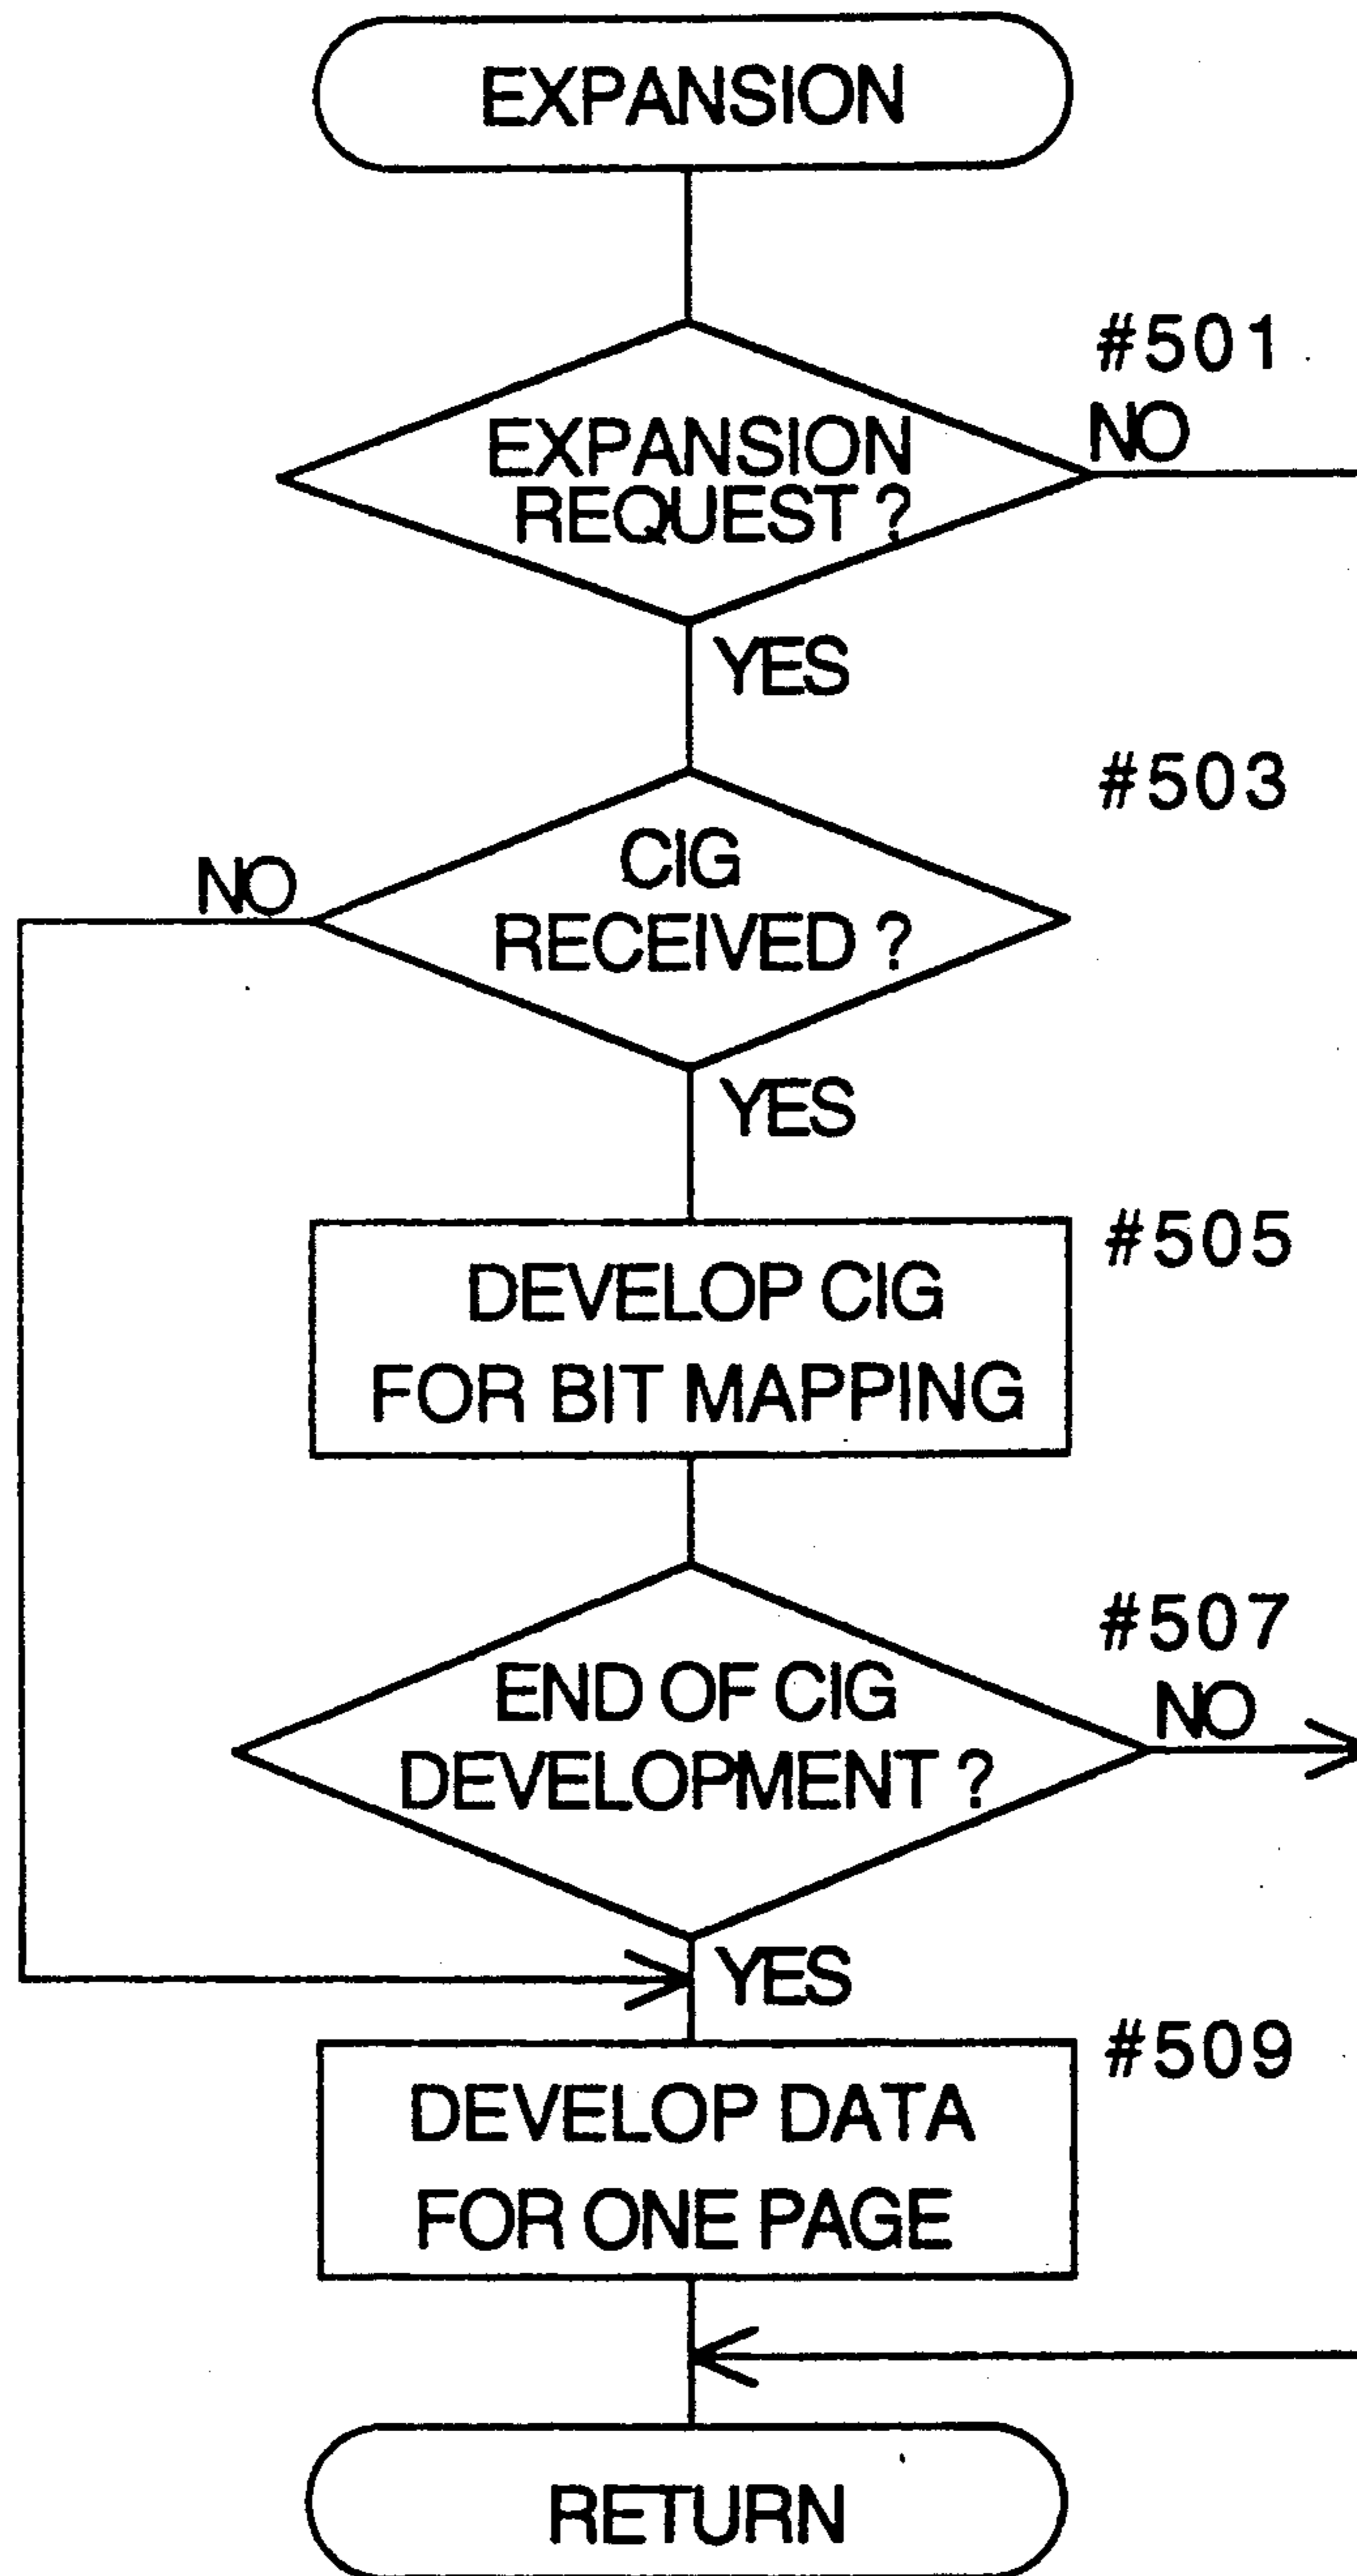 EXPANSION
#501
EXPANSION
REQUEST ?
NO
YES
#503
CIG
RECEIVED ?
NO
YES
#505
DEVELOP CIG
FOR BIT MAPPING
#507
END OF CIG
DEVELOPMENT ?
NO
YES
#509
DEVELOP DATA
FOR ONE PAGE
RETURN